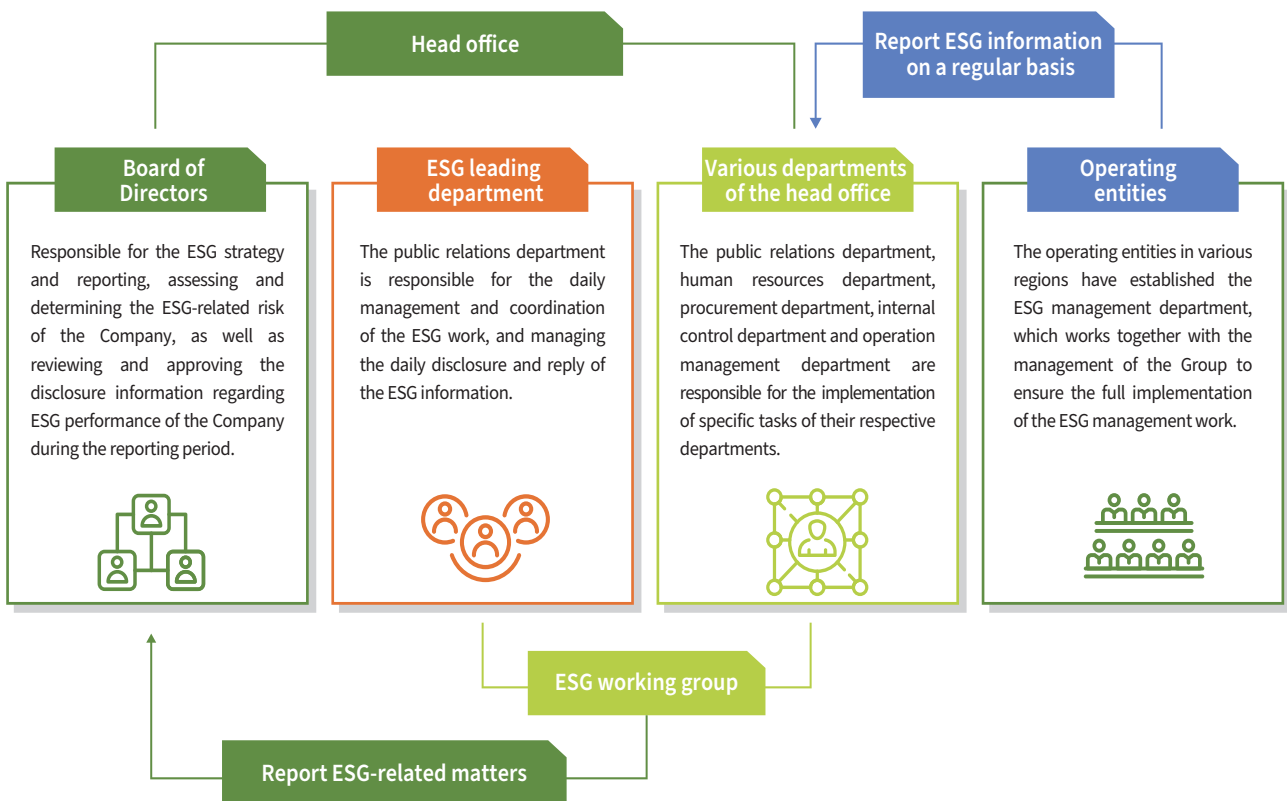 Head office
Report ESG information
on a regular basis
Board of
Directors
Responsible for the ESG strategy
and reporting, assessing and
determining the ESG-related risk
of the Company, as well as
reviewing and approving the
disclosure information regarding
ESG performance of the Company
during the reporting period.
ESG leading
department
The public relations department
is responsible for the daily
management and coordination
of the ESG work, and managing
the daily disclosure and reply of
the ESG information.
Various departments
of the head office
The public relations department,
human resources department,
procurement department, internal
control department and operation
management department are
responsible for the implementation
of specific tasks of their respective
departments.
Operating
entities
The operating entities in various
regions have established the
ESG management department,
which works together with the
management of the Group to
ensure the full implementation
of the ESG management work.
ESG working group
Report ESG-related matters